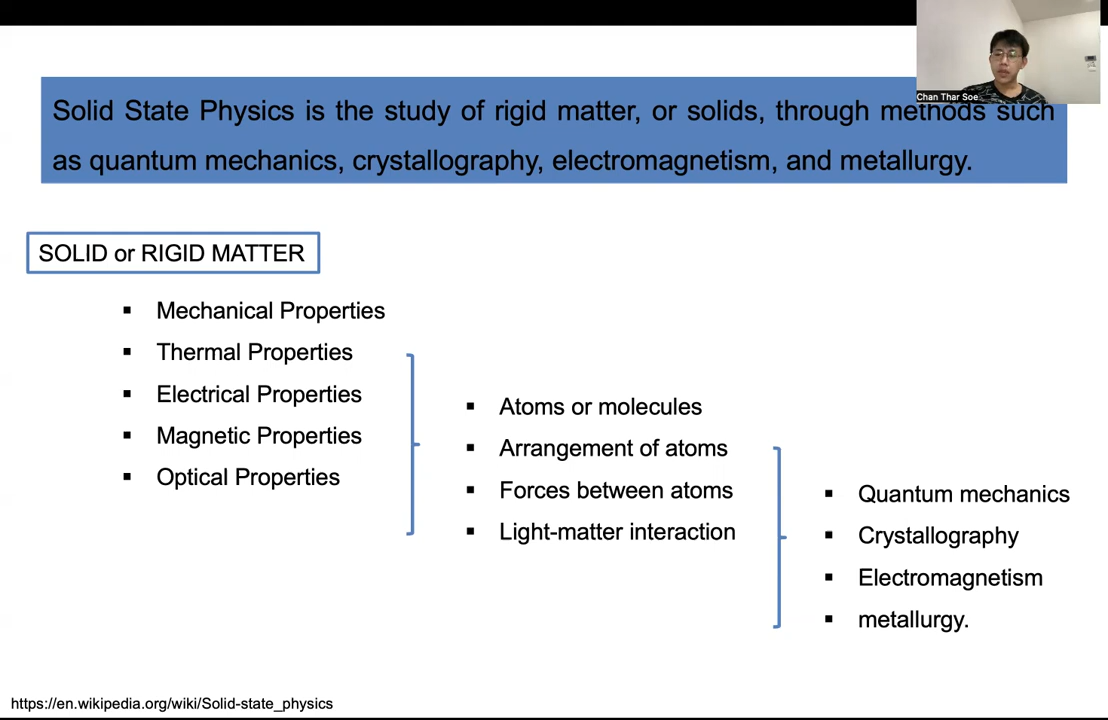 Chan Thar Soe
Solid State Physics is the study of rigid matter, or solids, through methods such
as quantum mechanics, crystallography, electromagnetism, and metallurgy.
SOLID or RIGID MATTER
▪ Mechanical Properties
▪ Thermal Properties
▪ Electrical Properties
▪ Magnetic Properties
▪ Optical Properties
▪ Atoms or molecules
▪ Arrangement of atoms
▪ Forces between atoms
▪ Light-matter interaction
▪ Quantum mechanics
▪ Crystallography
▪ Electromagnetism
▪ metallurgy.
https://en.wikipedia.org/wiki/Solid-state_physics